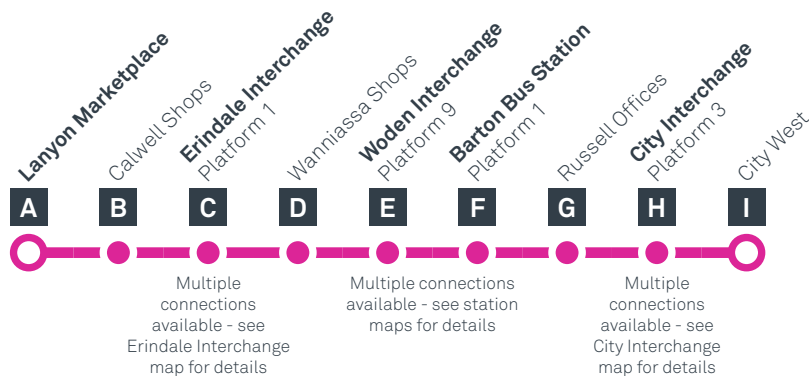 Lanyon Marketplace
Calwell Shops
Erindale Interchange
Platform 1
Wanniassa Shops
Woden Interchange
Platform 9
Barton Bus Station
Platform 1
Russell Offices
City Interchange
Platform 3
City West
A
B
C
D
E
F
G
H
I
Multiple
connections
available - see
Erindale Interchange
map for details
Multiple connections
available - see station
maps for details
Multiple
connections
available - see
City Interchange
map for details